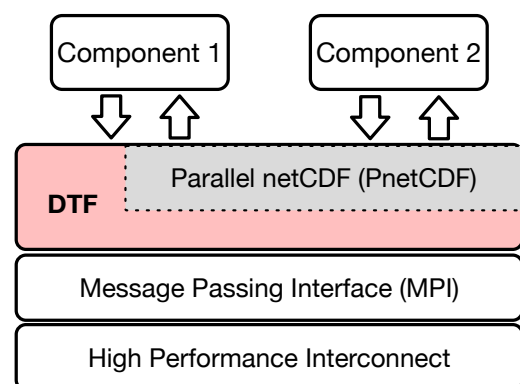 Component 1
Component 2
Parallel netCDF (PnetCDF)
DTF
Message Passing Interface (MPI)
High Performance Interconnect